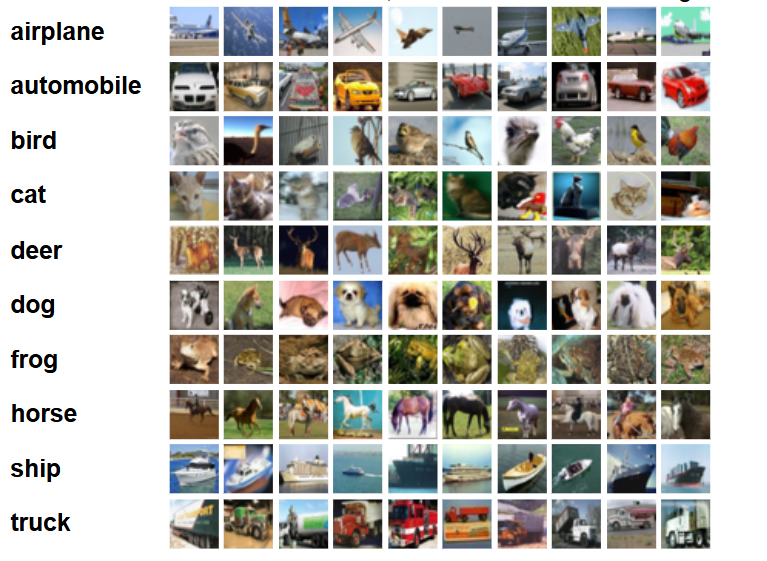 airplane
automobile
bird
cat
deer
dog
frog
horse
ship
truck